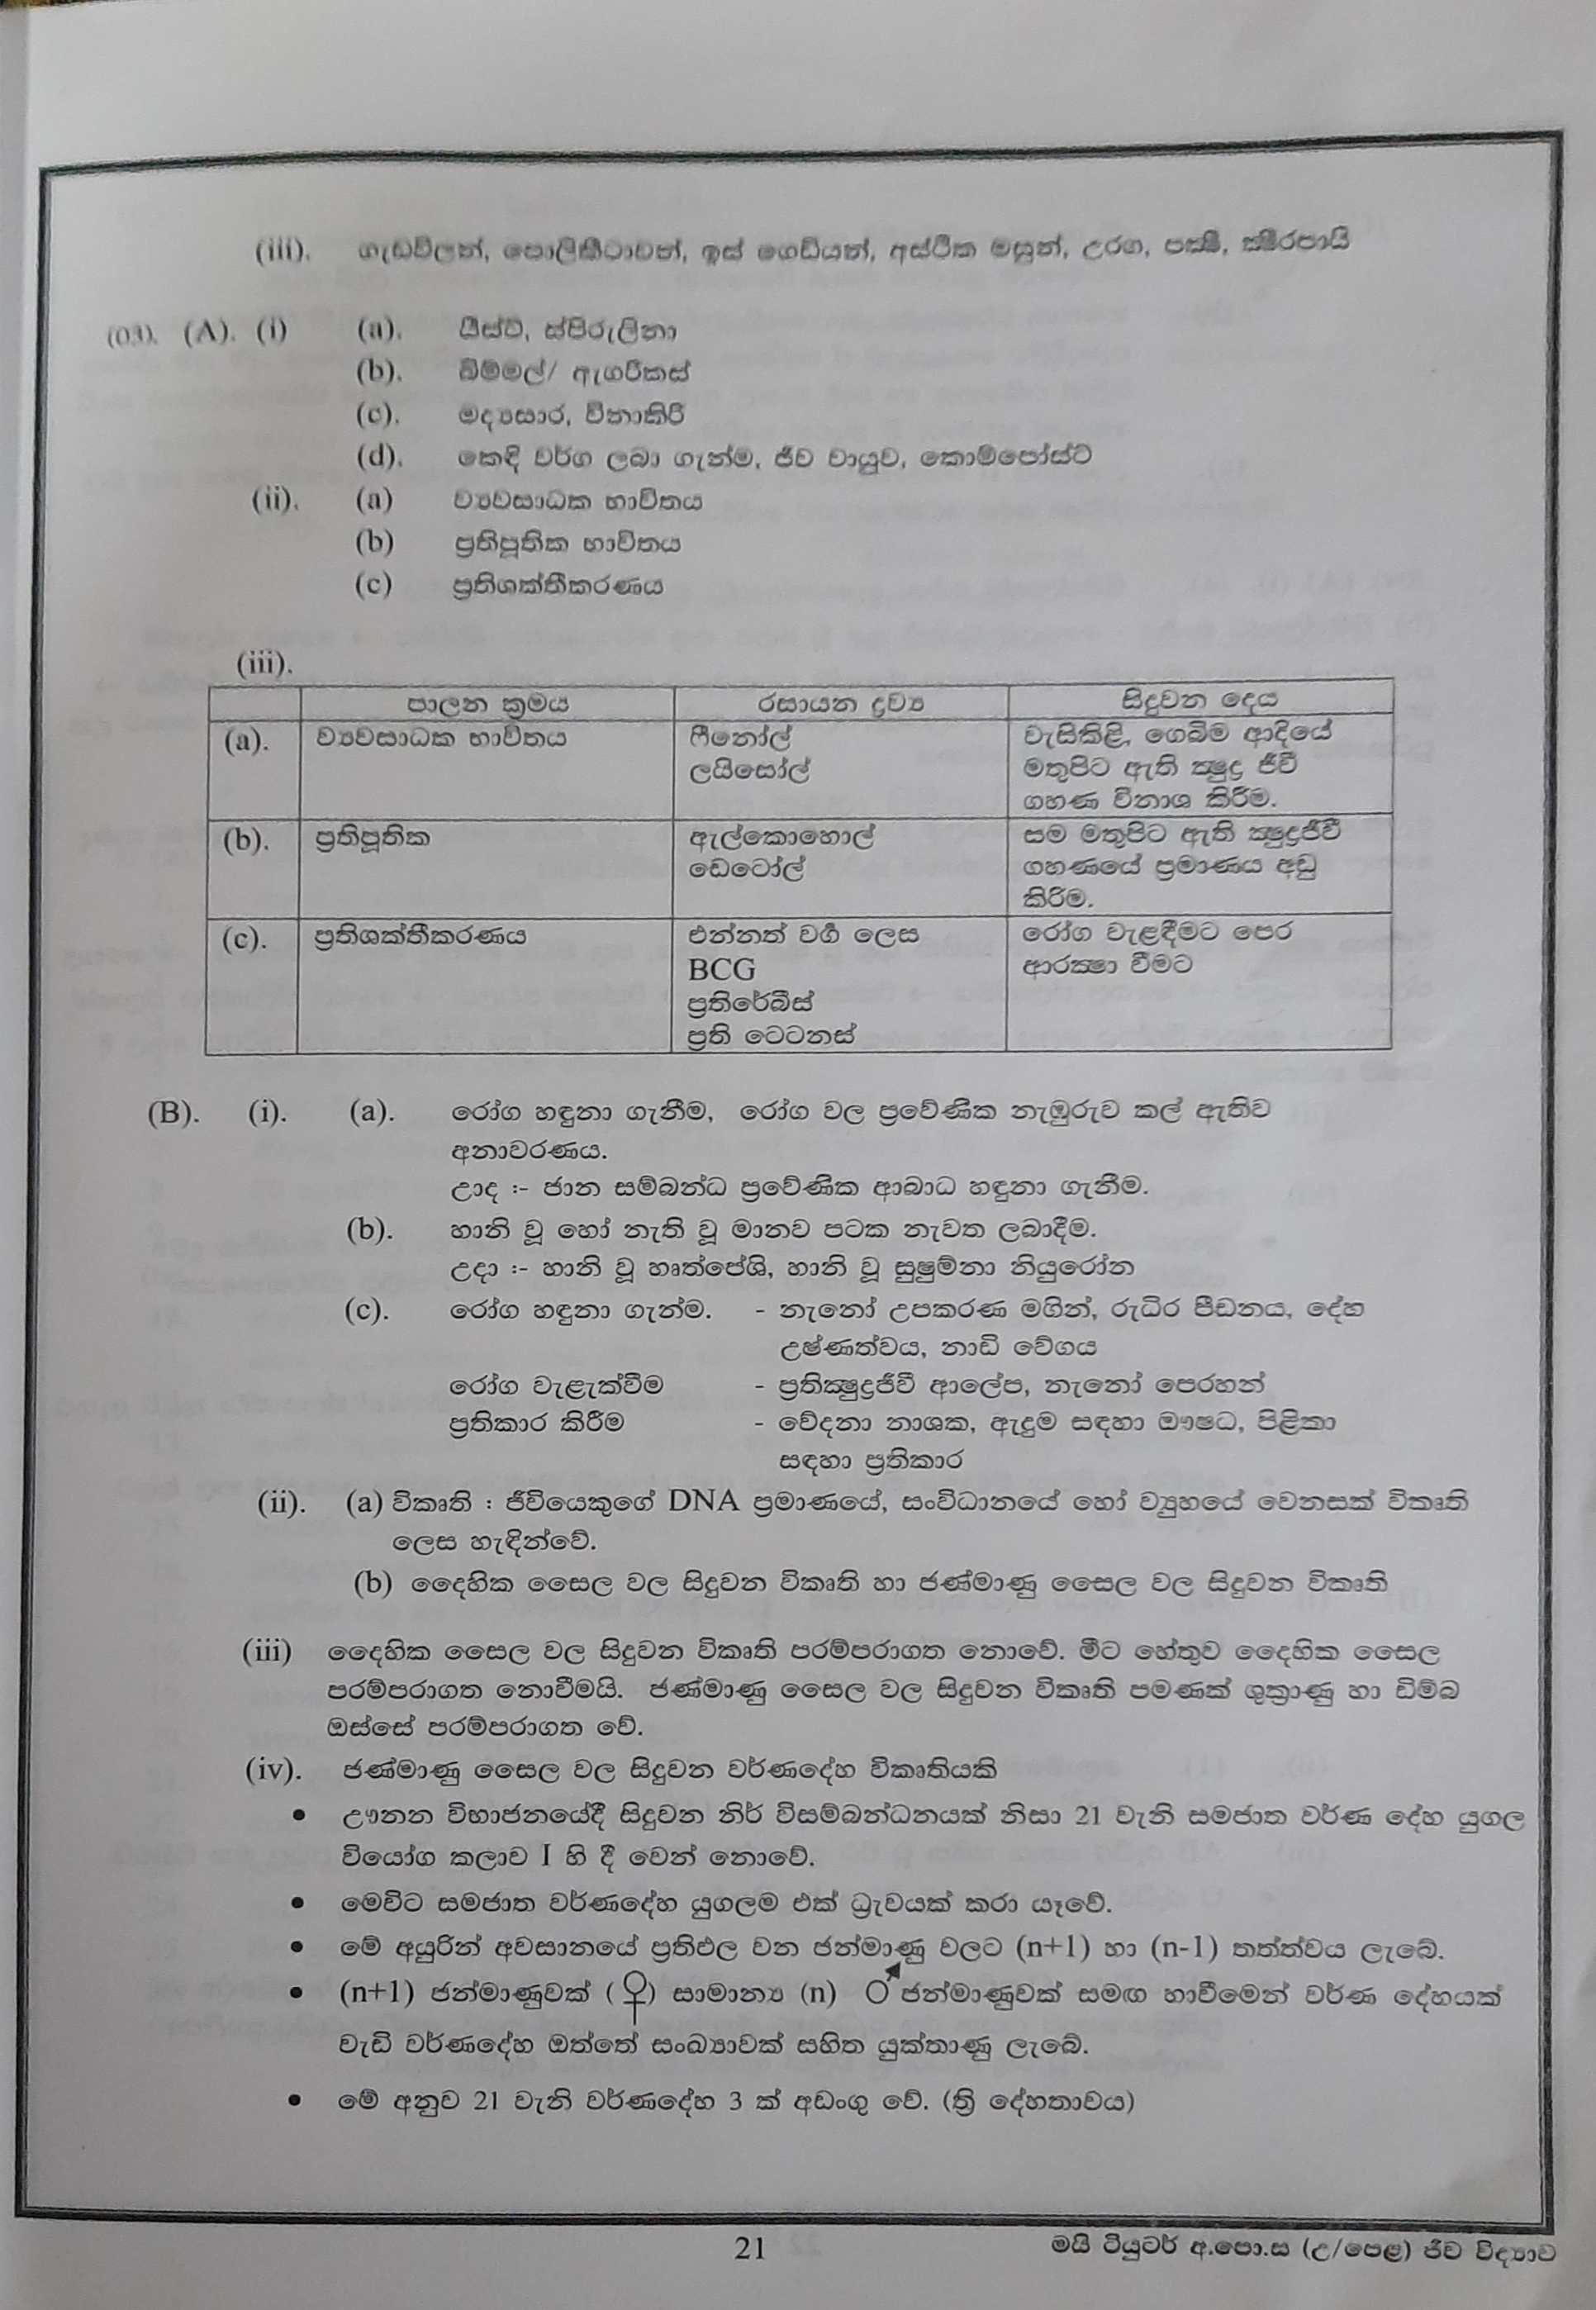 (iii). ගැඩවිලන්, පොලිකීටාවන්, ඉස් ගෙඩියන්, අස්ථික මසුන්, උරග, පක්ෂී, ක්ෂීරපායි
(03). (A). (i) (a). යීස්ට්, ස්පිරුලිනා
(b). බිම්මල්/ ඇගරිකස්
(c). මද්‍යසාර, විනාකිරි
(d). කෙඳි වර්ග ලබා ගැන්ම, ජීව වායුව, කොම්පෝස්ට්
(ii). (a) ව්‍යවසාධක භාවිතය
(b) ප්‍රතිපූතික භාවිතය
(c) ප්‍රතිශක්තීකරණය
(iii).
පාලන ක්‍රමය රසායන ද්‍රව්‍ය සිදුවන දෙය
(a). ව්‍යවසාධක භාවිතය ෆීනෝල් වැසිකිළි, ගෙබිම ආදියේ
ලයිසෝල් මතුපිට ඇති ක්ෂුද්‍ර ජීවී
ගහණ විනාශ කිරීම.
(b). ප්‍රතිපූතික ඇල්කොහොල් සම මතුපිට ඇති ක්ෂුද්‍රජීවී
ඩෙටෝල් ගහණයේ ප්‍රමාණය අඩු
කිරිම.
(c). ප්‍රතිශක්තීකරණය එන්නත් වර්‍ග ලෙස රෝග වැළඳීමට පෙර
BCG ආරක්ෂා වීමට
ප්‍රතිරේබීස්
ප්‍රති ටෙටනස්
(B). (i). (a). රෝග හඳුනා ගැනීම, රෝග වල ප්‍රවේණික නැඹුරුව කල් ඇතිව
අනාවරණය.
උාද :- ජාන සම්බන්ධ ප්‍රවේණික ආබාධ හඳුනා ගැනීම.
(b). හානි වූ හෝ නැති වූ මානව පටක නැවත ලබාදීම.
උදා :- හානි වූ හෘත්පේශි, හානි වූ සුෂුම්නා නියුරෝන
(c). රෝග හඳුනා ගැන්ම. - නැනෝ උපකරණ මගින්, රුධිර පීඩනය, දේහ
උෂ්ණත්වය, නාඩි වේගය
රෝග වැළැක්වීම - ප්‍රතික්ෂුද්‍රජීවී ආලේප, නැනෝ පෙරහන්
ප්‍රතිකාර කිරීම - වේදනා නාශක, ඇදුම සඳහා ඖෂධ, පිළිකා
සඳහා ප්‍රතිකාර
(ii). (a) විකෘති : ජීවියෙකුගේ DNA ප්‍රමාණයේ, සංවිධානයේ හෝ ව්‍යුහයේ වෙනසක් විකෘති
ලෙස හැඳින්වේ.
(b) දෛහික සෛල වල සිදුවන විකෘති හා ජණ්මාණු සෛල වල සිදුවන විකෘති
(iii) දෛහික සෛල වල සිදුවන විකෘති පරම්පරාගත නොවේ. මීට හේතුව දෛහික සෛල
පරම්පරාගත නොවීමයි. ජණ්මාණු සෛල වල සිදුවන විකෘති පමණක් ශුක්‍රාණු හා ඩිම්බ
ඔස්සේ පරම්පරාගත වේ.
(iv). ජණ්මාණු සෛල වල සිදුවන වර්ණදේහ විකෘතියකි
• ඌනන විභාජනයේදී සිදුවන නිර් විසම්බන්ධනයක් නිසා 21 වැනි සමජාත වර්ණ දේහ යුගල
වියෝග කලාව I හි දී වෙන් නොවේ.
• මෙවිට සමජාත වර්ණදේහ යුගලම එක් ධ්‍රැවයක් කරා යෑවේ.
• මේ අයුරින් අවසානයේ ප්‍රතිඵල වන ජන්මාණු වලට (n+1) හා (n-1) තත්ත්වය ලැබේ.
• (n+1) ජන්මාණුවක් (♀) සාමාන්‍ය (n) ♂ ජන්මාණුවක් සමඟ හාවීමෙන් වර්ණ දේහයක්
වැඩි වර්ණදේහ ඔත්තේ සංඛ්‍යාවක් සහිත යුක්තාණු ලැබේ.
• මේ අනුව 21 වැනි වර්ණදේහ 3 ක් අඩංගු වේ. (ත්‍රි දේහතාවය)
21 මයි ටියුටර් අ.පො.ස (උ/පෙළ) ජීව විද්‍යාව